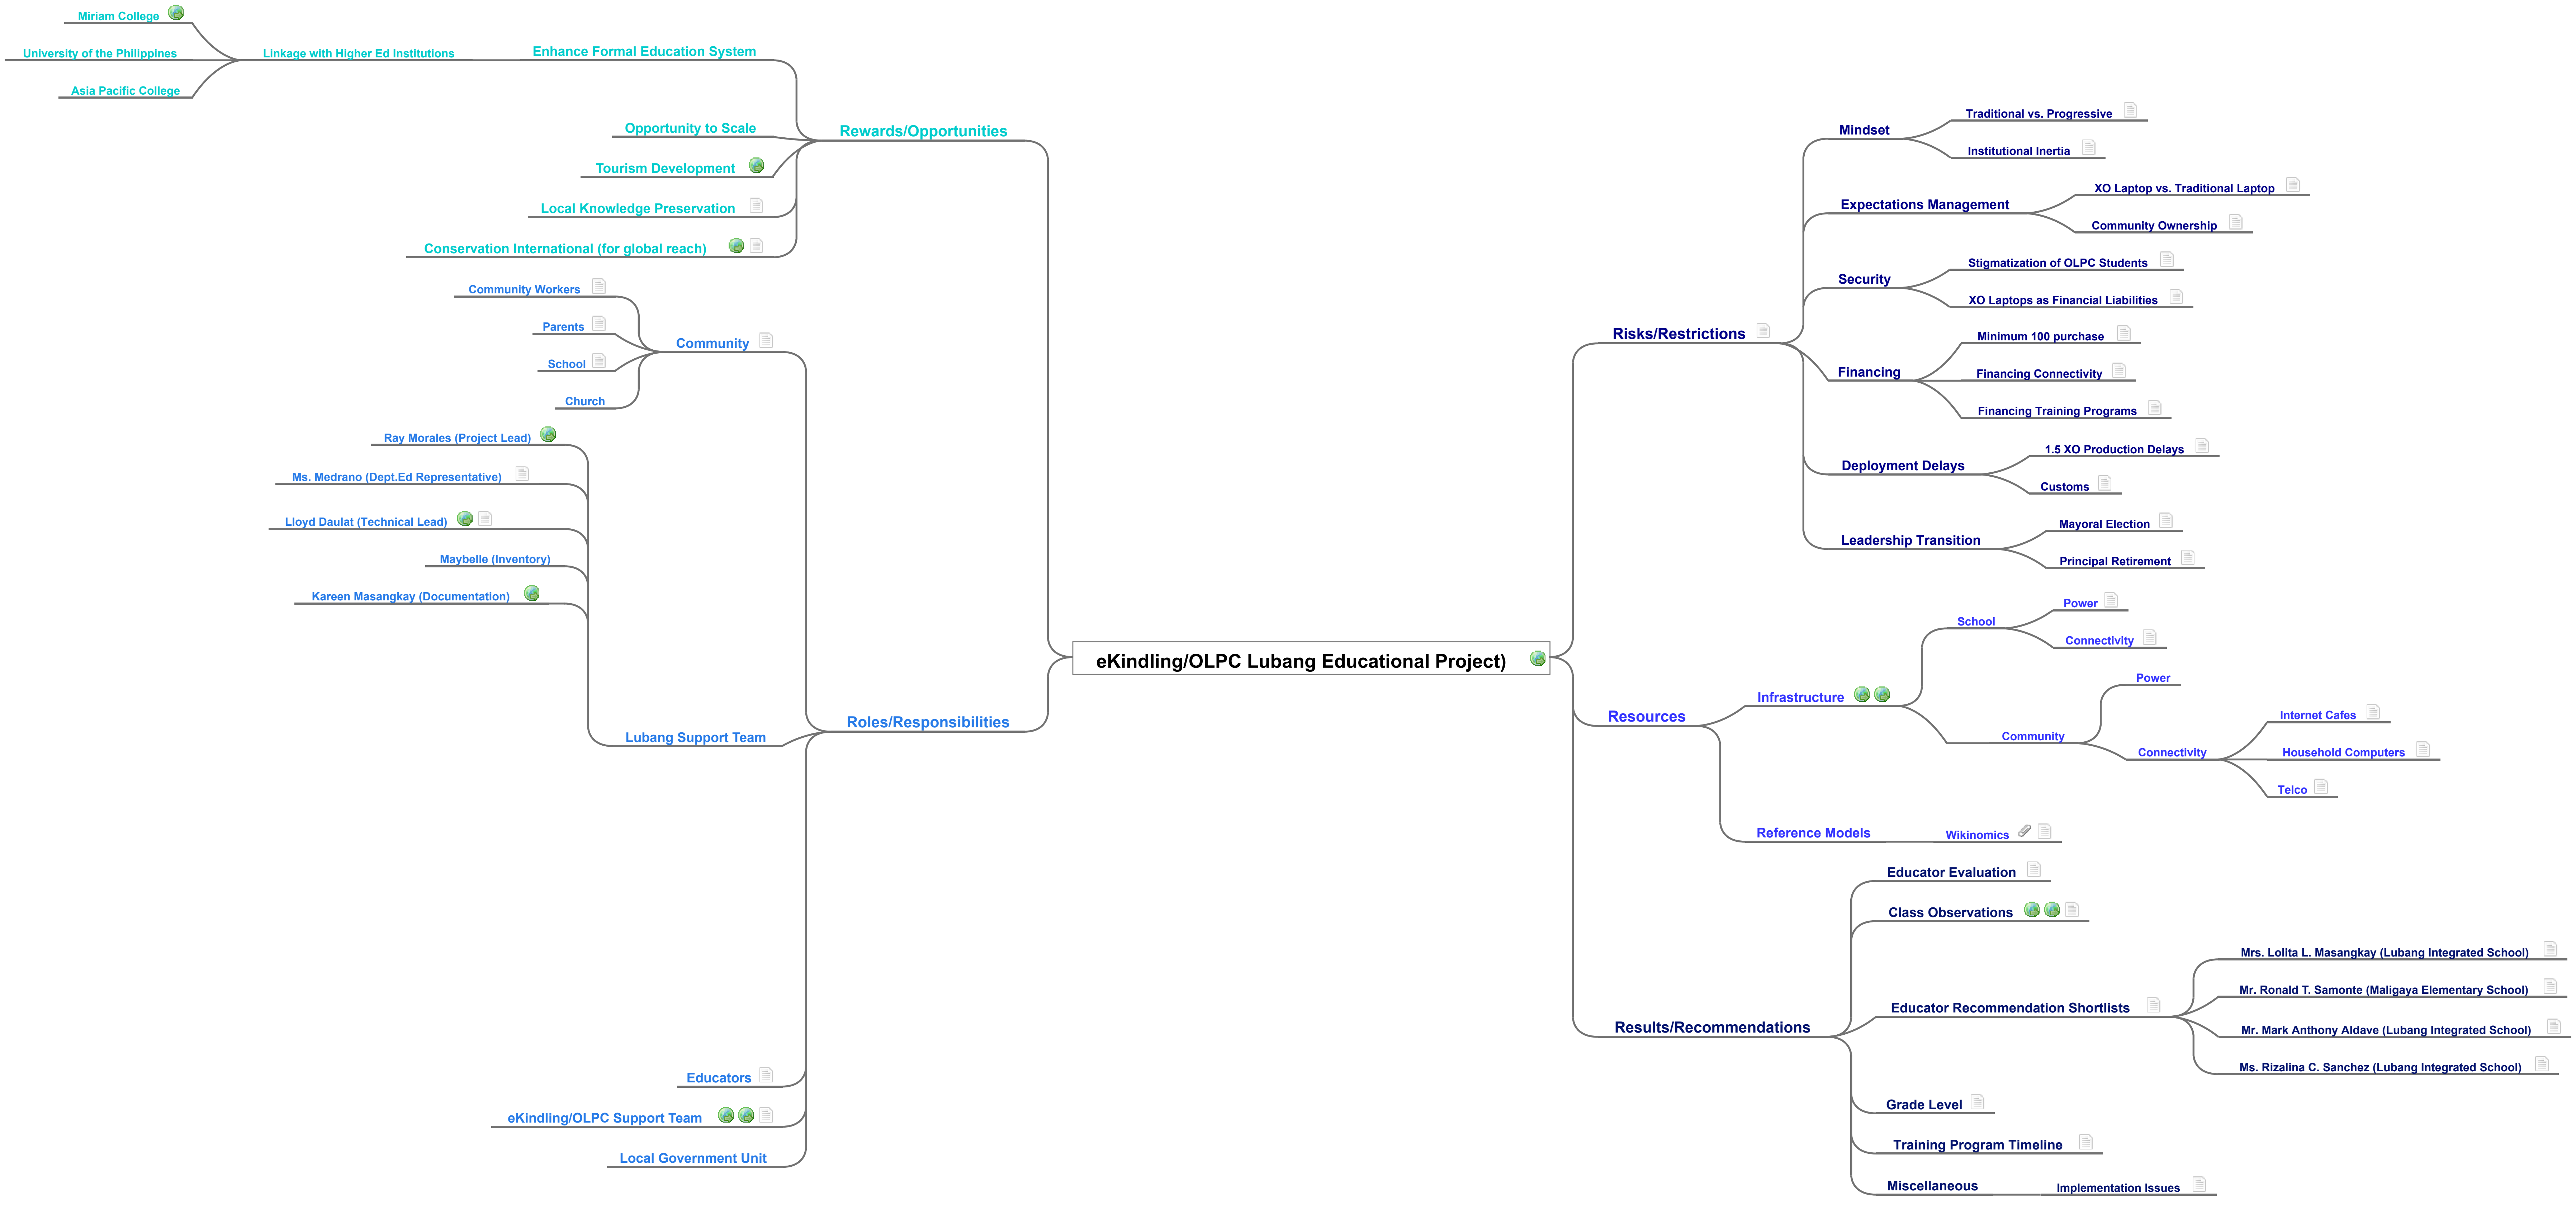 eKindling/OLPC Lubang Educational Project)
Rewards/Opportunities
Enhance Formal Education System
Linkage with Higher Ed Institutions
Miriam College
University of the Philippines
Asia Pacific College
Opportunity to Scale
Tourism Development
Local Knowledge Preservation
Conservation International (for global reach)
Roles/Responsibilities
Community
Community Workers
Parents
School
Church
Lubang Support Team
Ray Morales (Project Lead)
Ms. Medrano (Dept.Ed Representative)
Lloyd Daulat (Technical Lead)
Maybelle (Inventory)
Kareen Masangkay (Documentation)
Educators
eKindling/OLPC Support Team
Local Government Unit
Risks/Restrictions
Mindset
Traditional vs. Progressive
Institutional Inertia
Expectations Management
XO Laptop vs. Traditional Laptop
Community Ownership
Security
Stigmatization of OLPC Students
XO Laptops as Financial Liabilities
Financing
Minimum 100 purchase
Financing Connectivity
Financing Training Programs
Deployment Delays
1.5 XO Production Delays
Customs
Leadership Transition
Mayoral Election
Principal Retirement
Resources
Infrastructure
School
Power
Connectivity
Community
Power
Connectivity
Internet Cafes
Household Computers
Telco
Reference Models
Wikinomics
Results/Recommendations
Educator Evaluation
Class Observations
Educator Recommendation Shortlists
Mrs. Lolita L. Masangkay (Lubang Integrated School)
Mr. Ronald T. Samonte (Maligaya Elementary School)
Mr. Mark Anthony Aldave (Lubang Integrated School)
Ms. Rizalina C. Sanchez (Lubang Integrated School)
Grade Level
Training Program Timeline
Miscellaneous
Implementation Issues